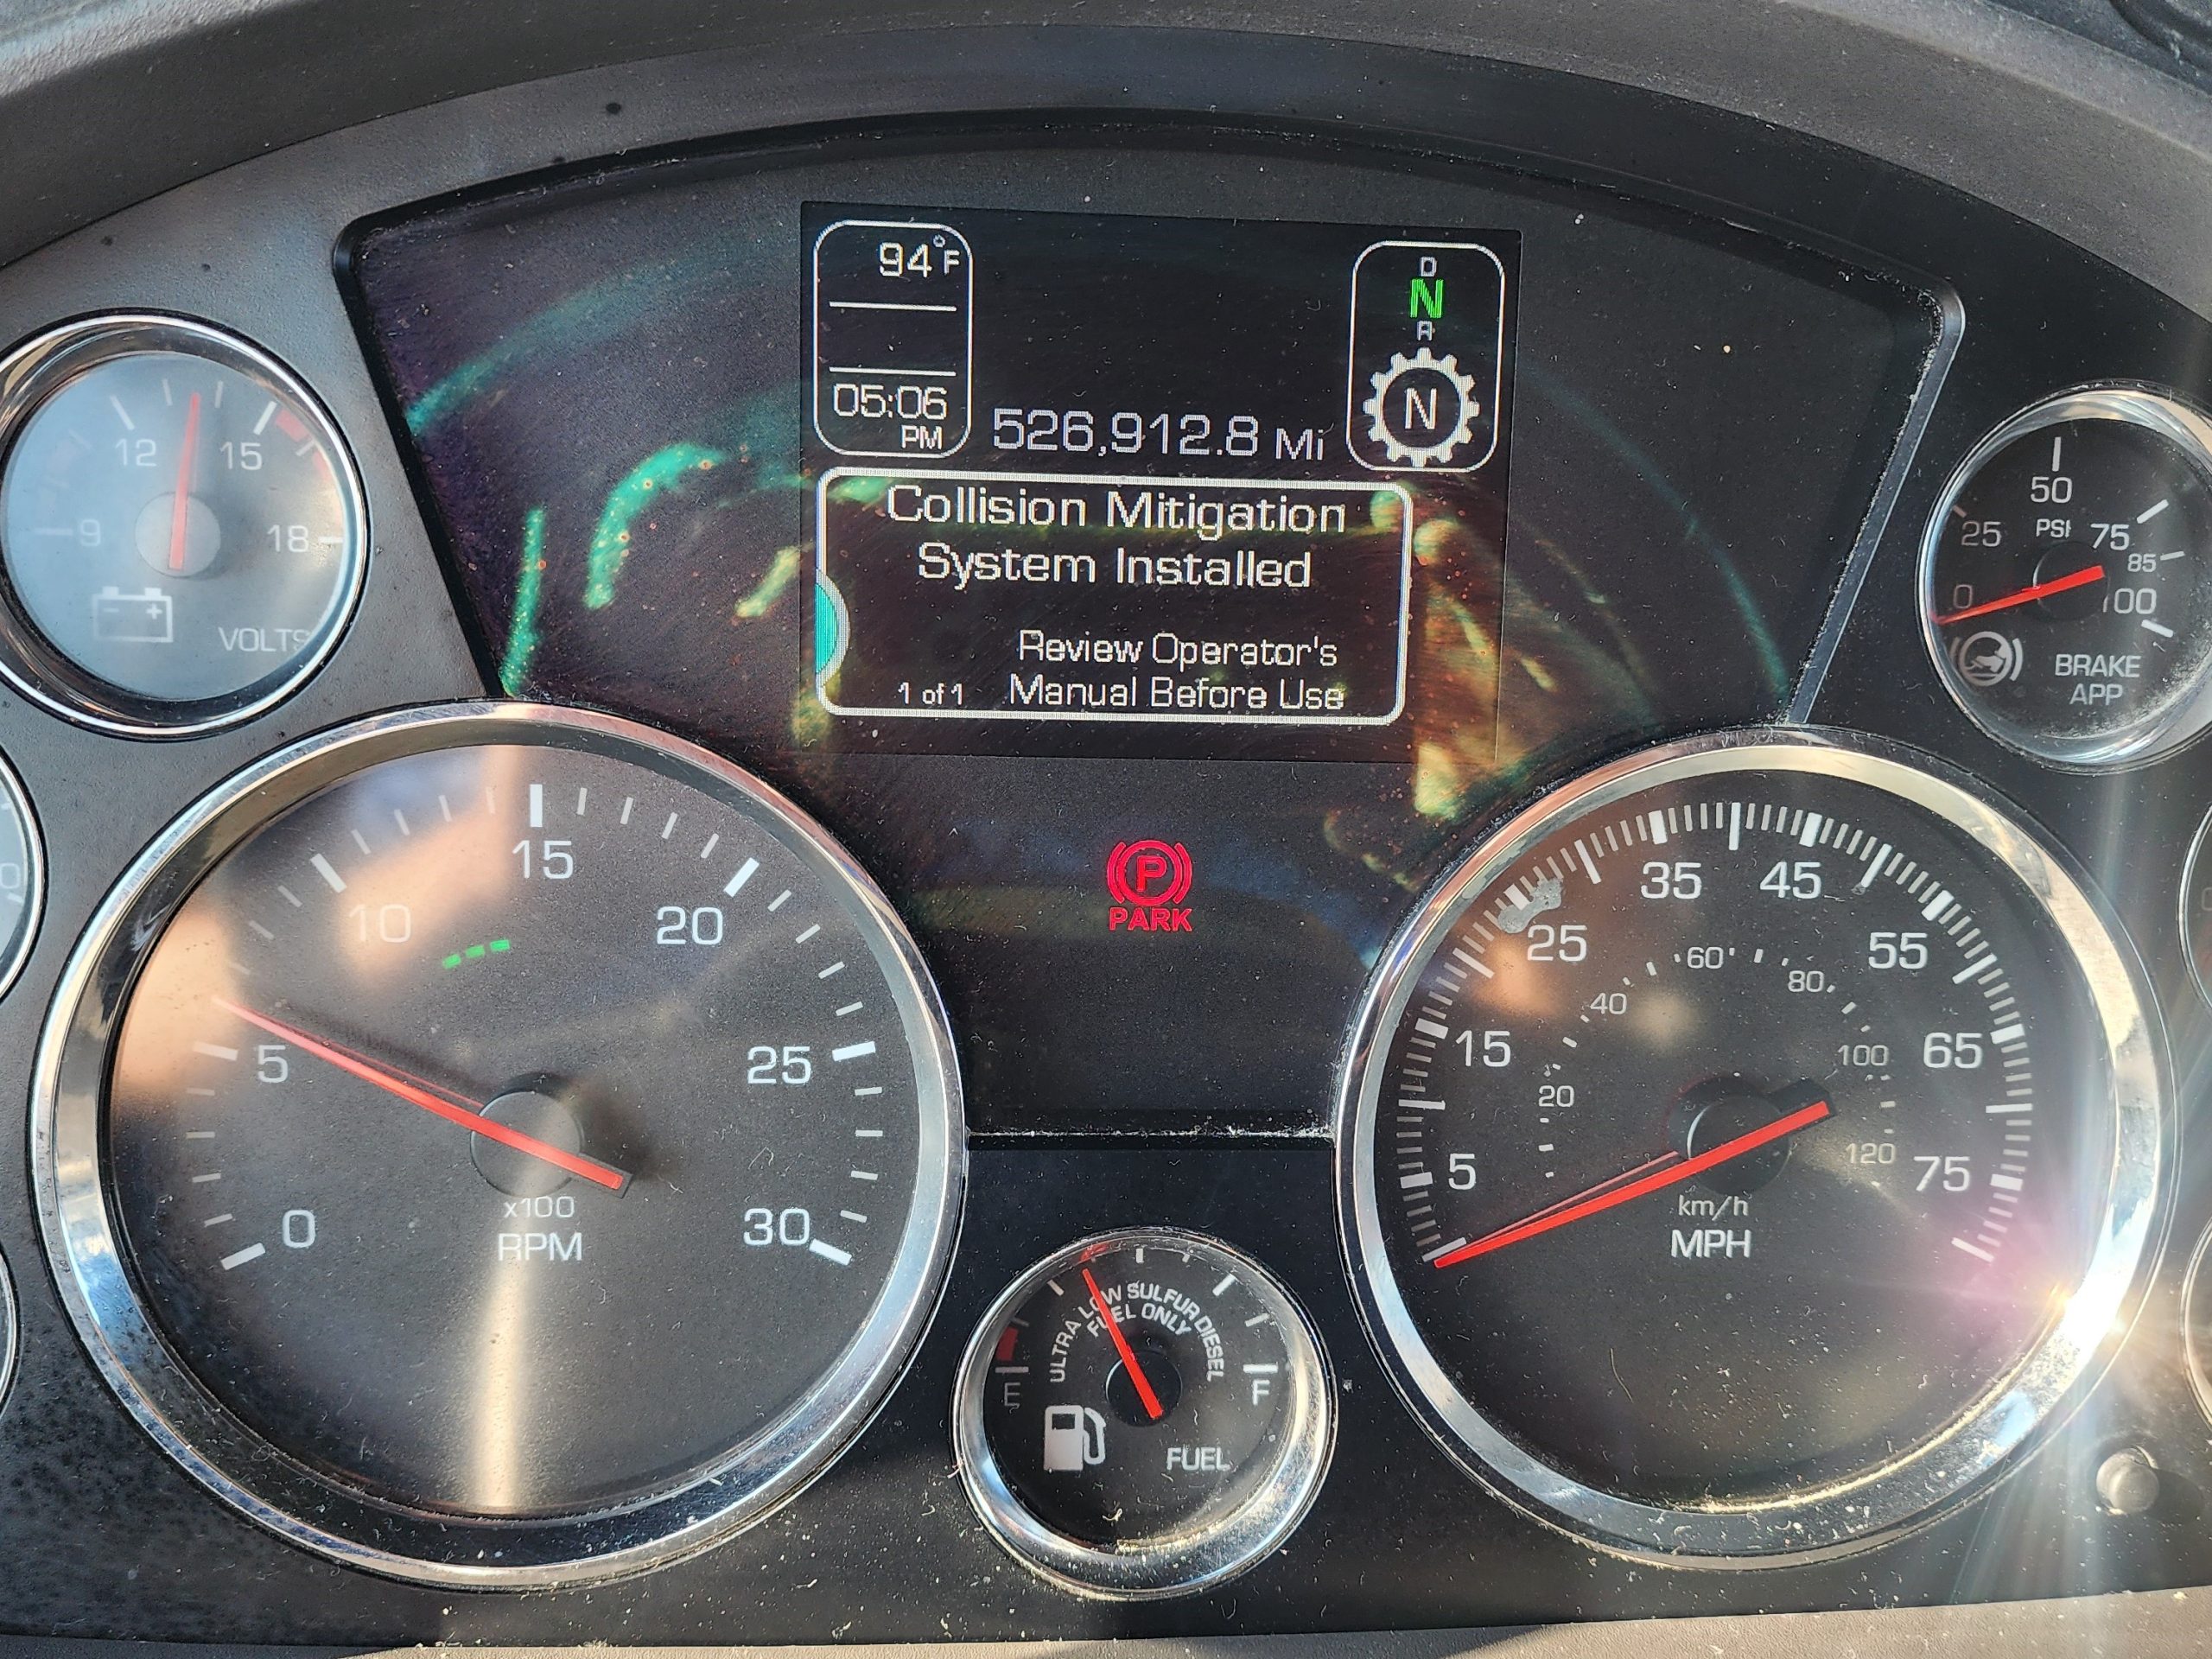 94°F
05:06
PM
526,912.8 Mi
D
N
R
N
Collision Mitigation
System Installed
Review Operator's
1 of 1 Manual Before Use
9
12
15
18
- +
VOLTS
0
25
50
75
85
100
PSI
BRAKE
APP
0
5
10
15
20
25
30
x100
RPM
P
PARK
5
15
25
35
45
55
65
75
20
40
60
80
100
120
km/h
MPH
ULTRA LOW SULFUR DIESEL
FUEL ONLY
E
F
FUEL